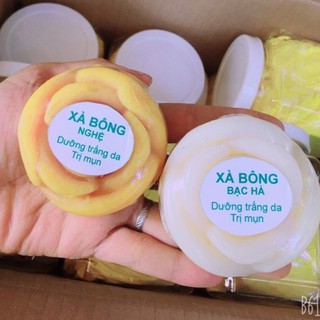 XÀ BÔNG
NGHỆ
Dưỡng trắng da
Trị mụn
XÀ BÔNG
BẠC HÀ
Dưỡng trắng da
Trị mụn